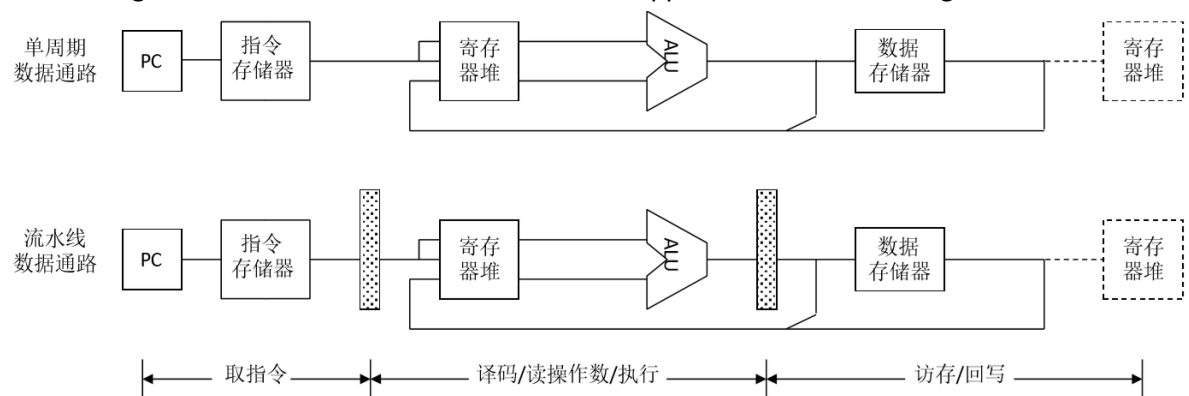 单周期
数据通路
PC
指令
存储器
寄存
器堆
ALU
数据
存储器
寄存
器堆
流水线
数据通路
PC
指令
存储器
寄存
器堆
ALU
数据
存储器
寄存
器堆
取指令
译码/读操作数/执行
访存/回写